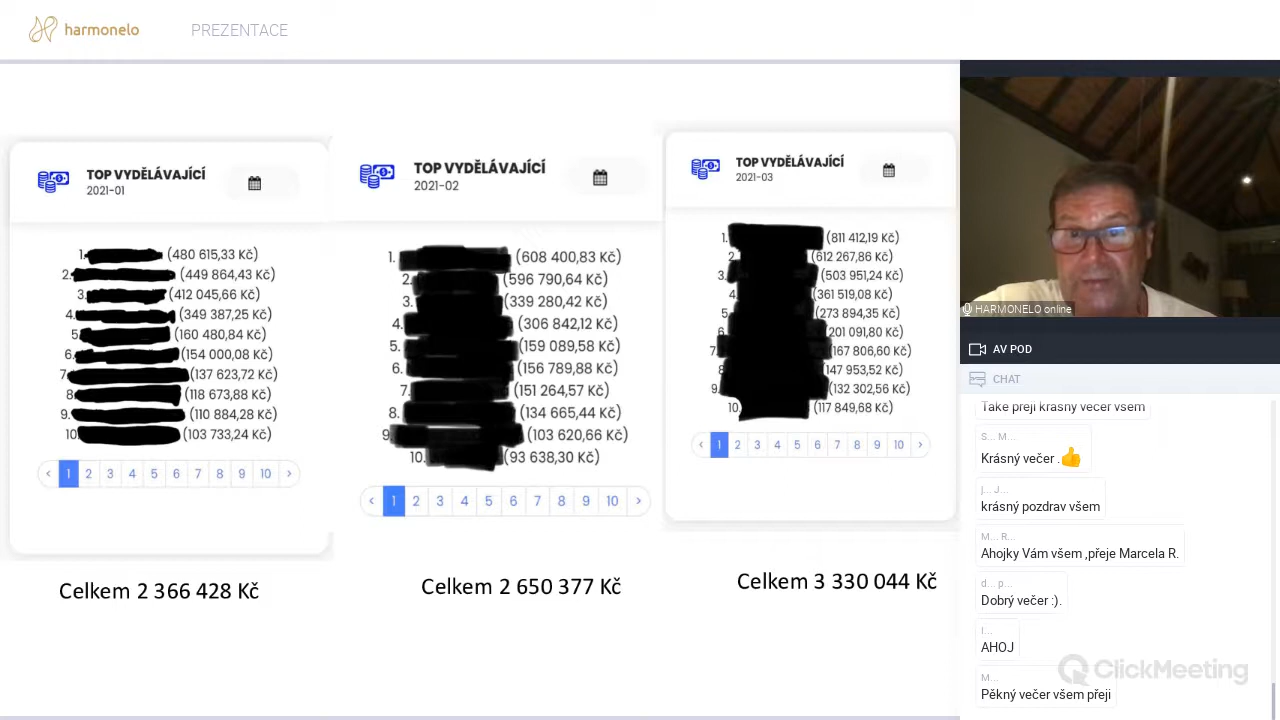 harmonelo
PREZENTACE
TOP VYDĚLÁVAJÍCÍ
2021-01
1. (480 615,33 Kč)
2. (449 864,43 Kč)
3. (412 045,66 Kč)
4. (349 387,25 Kč)
5. (160 480,84 Kč)
6. (154 000,08 Kč)
7. (137 623,72 Kč)
8. (118 673,88 Kč)
9. (110 884,28 Kč)
10. (103 733,24 Kč)
< 1 2 3 4 5 6 7 8 9 10 >
Celkem 2 366 428 Kč
TOP VYDĚLÁVAJÍCÍ
2021-02
1. (608 400,83 Kč)
2. (596 790,64 Kč)
3. (339 280,42 Kč)
4. (306 842,12 Kč)
5. (159 089,58 Kč)
6. (156 789,88 Kč)
7. (151 264,57 Kč)
8. (134 665,44 Kč)
9 (103 620,66 Kč)
10. (93 638,30 Kč)
< 1 2 3 4 5 6 7 8 9 10 >
Celkem 2 650 377 Kč
TOP VYDĚLÁVAJÍCÍ
2021-03
1. (811 412,19 Kč)
2. (612 267,86 Kč)
3. (503 951,24 Kč)
4. (361 519,08 Kč)
5. (273 894,35 Kč)
6. (201 091,80 Kč)
7. (167 806,60 Kč)
8. (147 953,52 Kč)
9. (132 302,56 Kč)
10. (117 849,68 Kč)
< 1 2 3 4 5 6 7 8 9 10 >
Celkem 3 330 044 Kč
HARMONELO online
AV POD
CHAT
Také přeji krásný večer všem
S... M...
Krásný večer .👍
j... J...
krásný pozdrav všem
M... R...
Ahojky Vám všem ,přeje Marcela R.
d... p...
Dobrý večer :).
I...
AHOJ
M...
Pěkný večer všem přeji
ClickMeeting